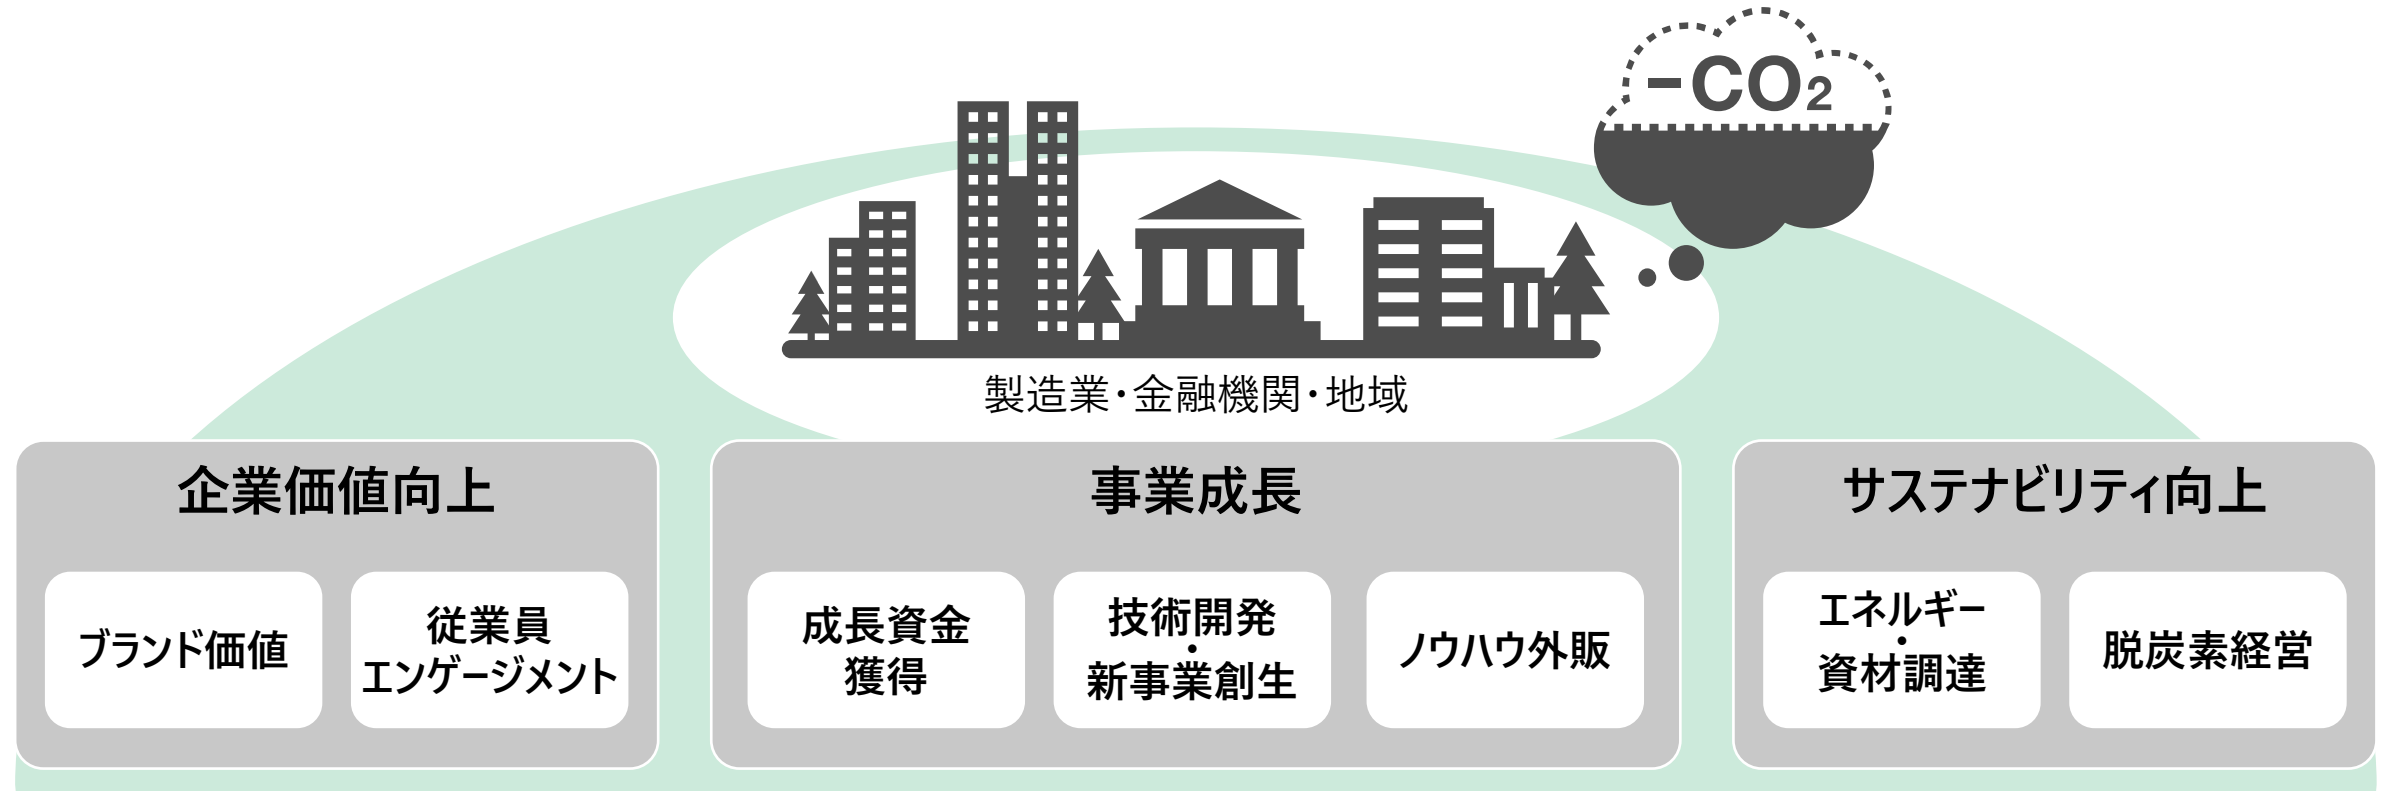 -CO₂
製造業・金融機関・地域
企業価値向上
ブランド価値
従業員
エンゲージメント
事業成長
成長資金
獲得
技術開発
・
新事業創生
ノウハウ外販
サステナビリティ向上
エネルギー
・
資材調達
脱炭素経営